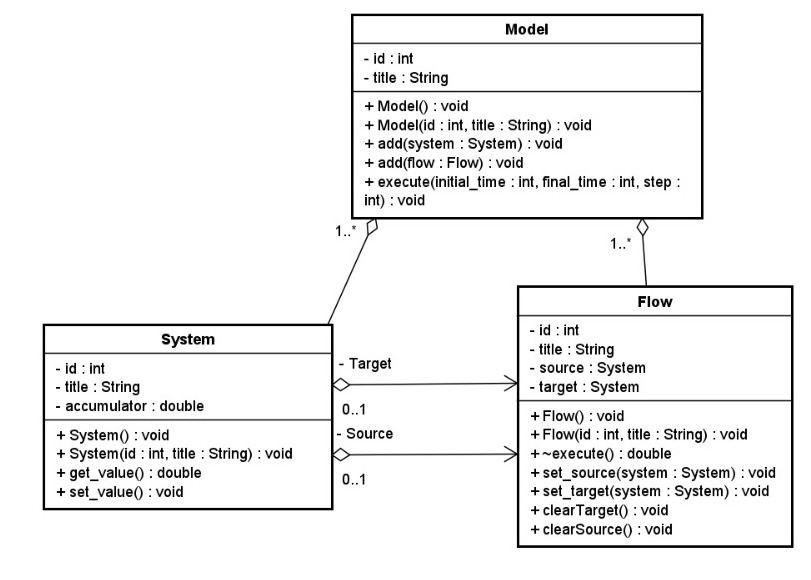 Model
- id : int
- title : String
+ Model() : void
+ Model(id : int, title : String) : void
+ add(system : System) : void
+ add(flow : Flow) : void
+ execute(initial_time : int, final_time : int, step :
int) : void
1..*
1..*
System
- id : int
- title : String
- accumulator : double
+ System() : void
+ System(id : int, title : String) : void
+ get_value() : double
+ set_value() : void
- Target
0..1
- Source
0..1
Flow
- id : int
- title : String
- source : System
- target : System
+ Flow() : void
+ Flow(id : int, title : String) : void
+ ~execute() : double
+ set_source(system : System) : void
+ set_target(system : System) : void
+ clearTarget() : void
+ clearSource() : void